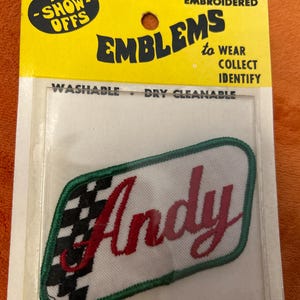 SHOW
OFFS
EMBROIDERED
EMBLEMS
to WEAR
COLLECT
IDENTIFY
WASHABLE • DRY CLEANABLE
Andy